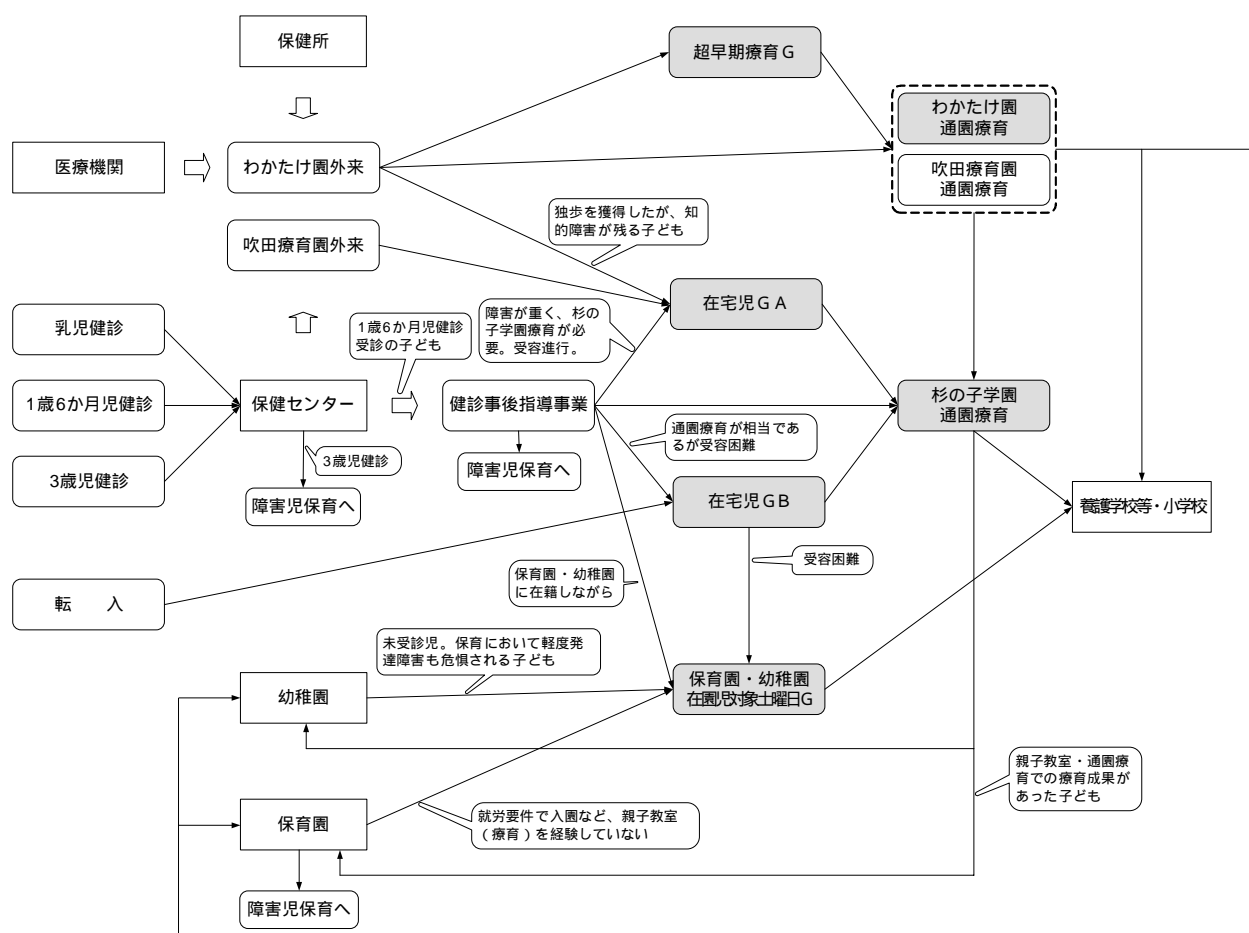 保健所
超早期療育G
わかたけ園
通園療育
医療機関
わかたけ園外来
吹田療育園
通園療育
独歩を獲得したが、知
的障害が残る子ども
吹田療育園外来
在宅児GA
乳児健診
1歳6か月児健診
受診の子ども
障害が重く、杉の
子学園療育が必
要。受容進行。
1歳6か月児健診
保健センター
健診事後指導事業
杉の子学園
通園療育
通園療育が相当であ
るが受容困難
3歳児健診
3歳児健診
障害児保育へ
障害児保育へ
在宅児GB
養護学校等・小学校
受容困難
保育園・幼稚園
に在籍しながら
転 入
未受診児。保育において軽度発
達障害も危惧される子ども
幼稚園
保育園・幼稚園
在園児対象土曜日G
親子教室・通園療
育での療育成果が
あった子ども
保育園
就労要件で入園など、親子教室
(療育)を経験していない
障害児保育へ